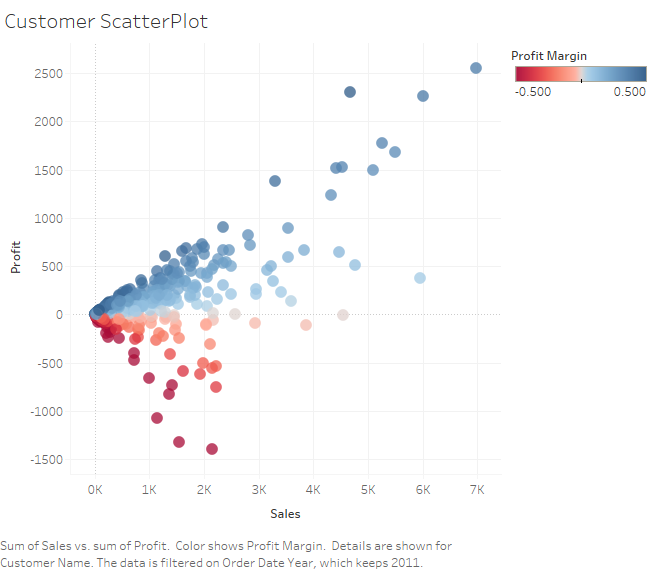 Customer ScatterPlot
Profit Margin
-0.500 0.500
2500
2000
1500
1000
500
0
-500
-1000
-1500
Profit
0K 1K 2K 3K 4K 5K 6K 7K
Sales
Sum of Sales vs. sum of Profit.  Color shows Profit Margin.  Details are shown for
Customer Name. The data is filtered on Order Date Year, which keeps 2011.